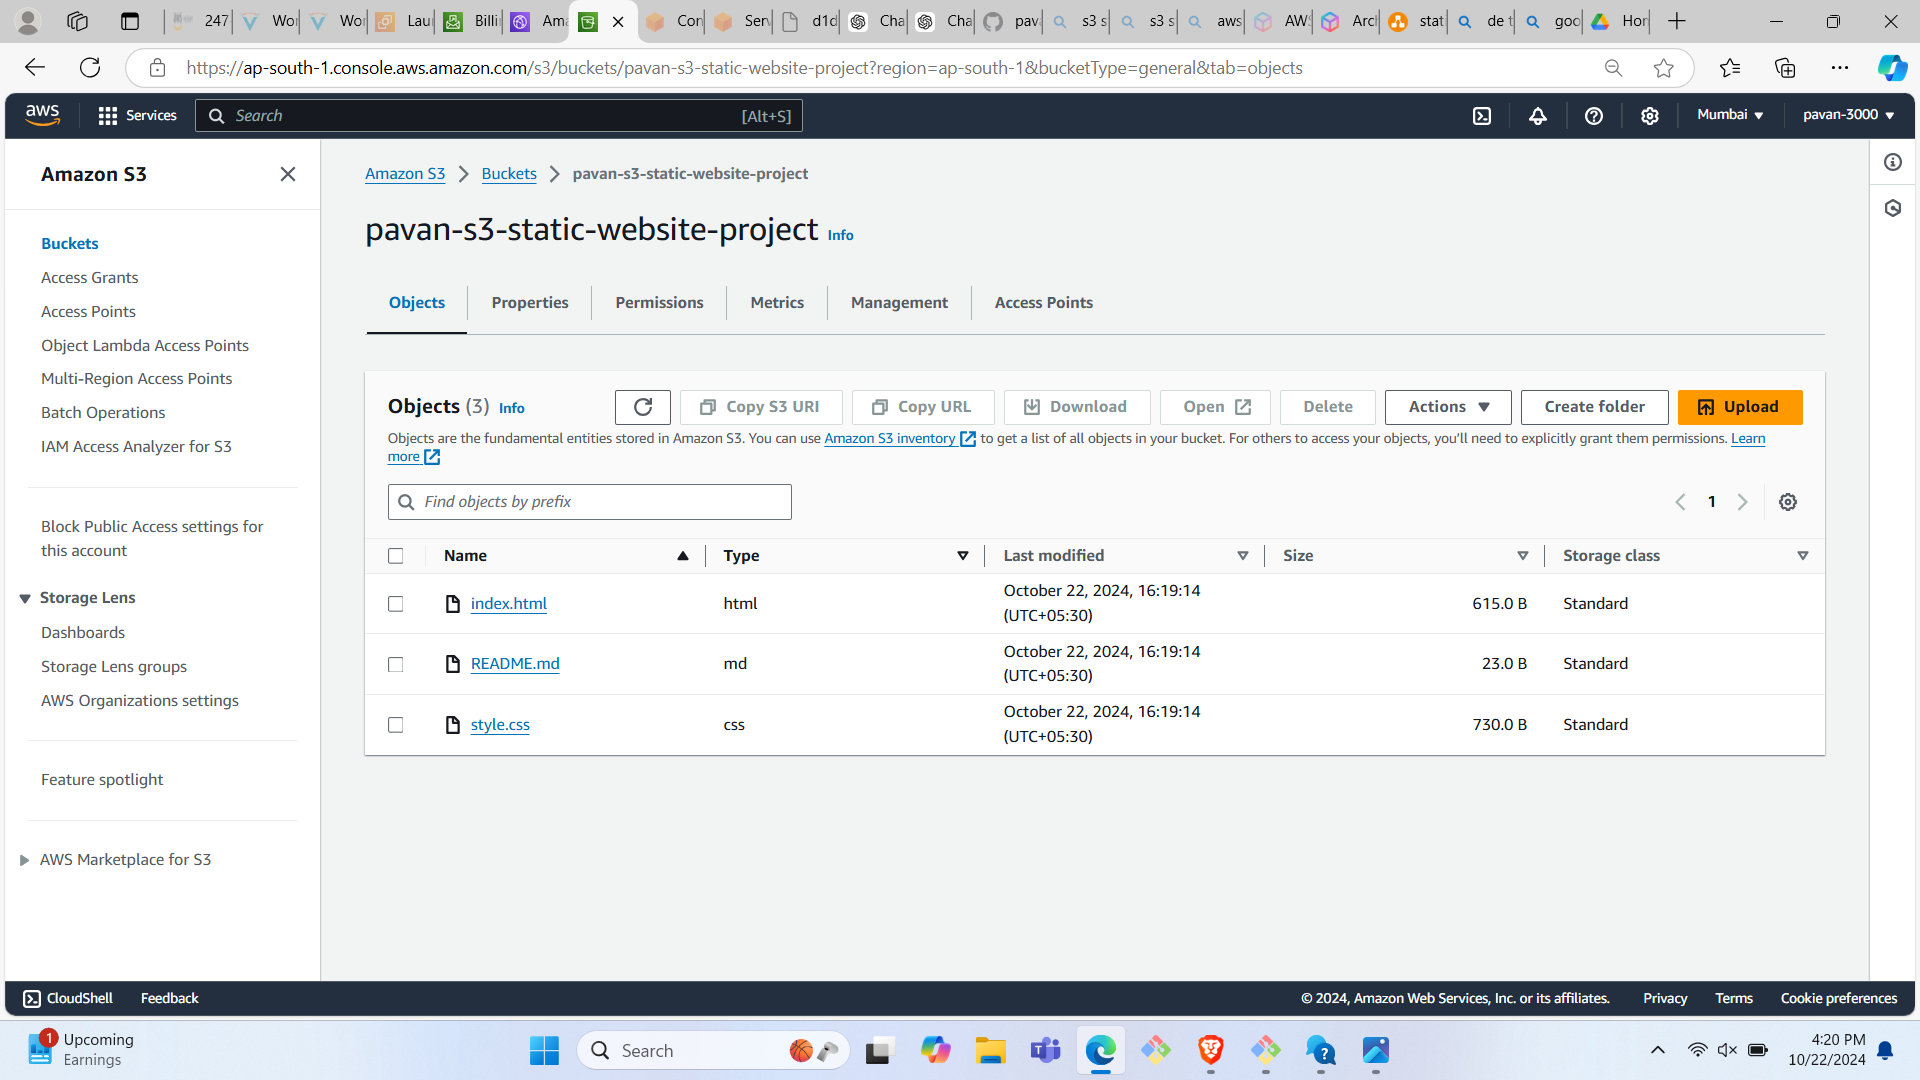 247
Wor
Wor
Lau
Billi
Ama
Con
Serv
d1d
Cha
Cha
pava
s3 s
s3 s
aws
AWS
Arch
stat
de t
goo
Hon
https://ap-south-1.console.aws.amazon.com/s3/buckets/pavan-s3-static-website-project?region=ap-south-1&bucketType=general&tab=objects
aws
Services
Search
[Alt+S]
Mumbai
pavan-3000
Amazon S3
Buckets
Access Grants
Access Points
Object Lambda Access Points
Multi-Region Access Points
Batch Operations
IAM Access Analyzer for S3
Block Public Access settings for
this account
Storage Lens
Dashboards
Storage Lens groups
AWS Organizations settings
Feature spotlight
AWS Marketplace for S3
Amazon S3 > Buckets > pavan-s3-static-website-project
pavan-s3-static-website-project Info
Objects
Properties
Permissions
Metrics
Management
Access Points
Objects (3) Info
Copy S3 URI
Copy URL
Download
Open
Delete
Actions
Create folder
Upload
Objects are the fundamental entities stored in Amazon S3. You can use Amazon S3 inventory to get a list of all objects in your bucket. For others to access your objects, you'll need to explicitly grant them permissions. Learn
more
Find objects by prefix
1
Name Type Last modified Size Storage class
index.html html October 22, 2024, 16:19:14 615.0 B Standard
(UTC+05:30)
README.md md October 22, 2024, 16:19:14 23.0 B Standard
(UTC+05:30)
style.css css October 22, 2024, 16:19:14 730.0 B Standard
(UTC+05:30)
CloudShell
Feedback
© 2024, Amazon Web Services, Inc. or its affiliates.
Privacy
Terms
Cookie preferences
1
Upcoming
Earnings
Search
4:20 PM
10/22/2024